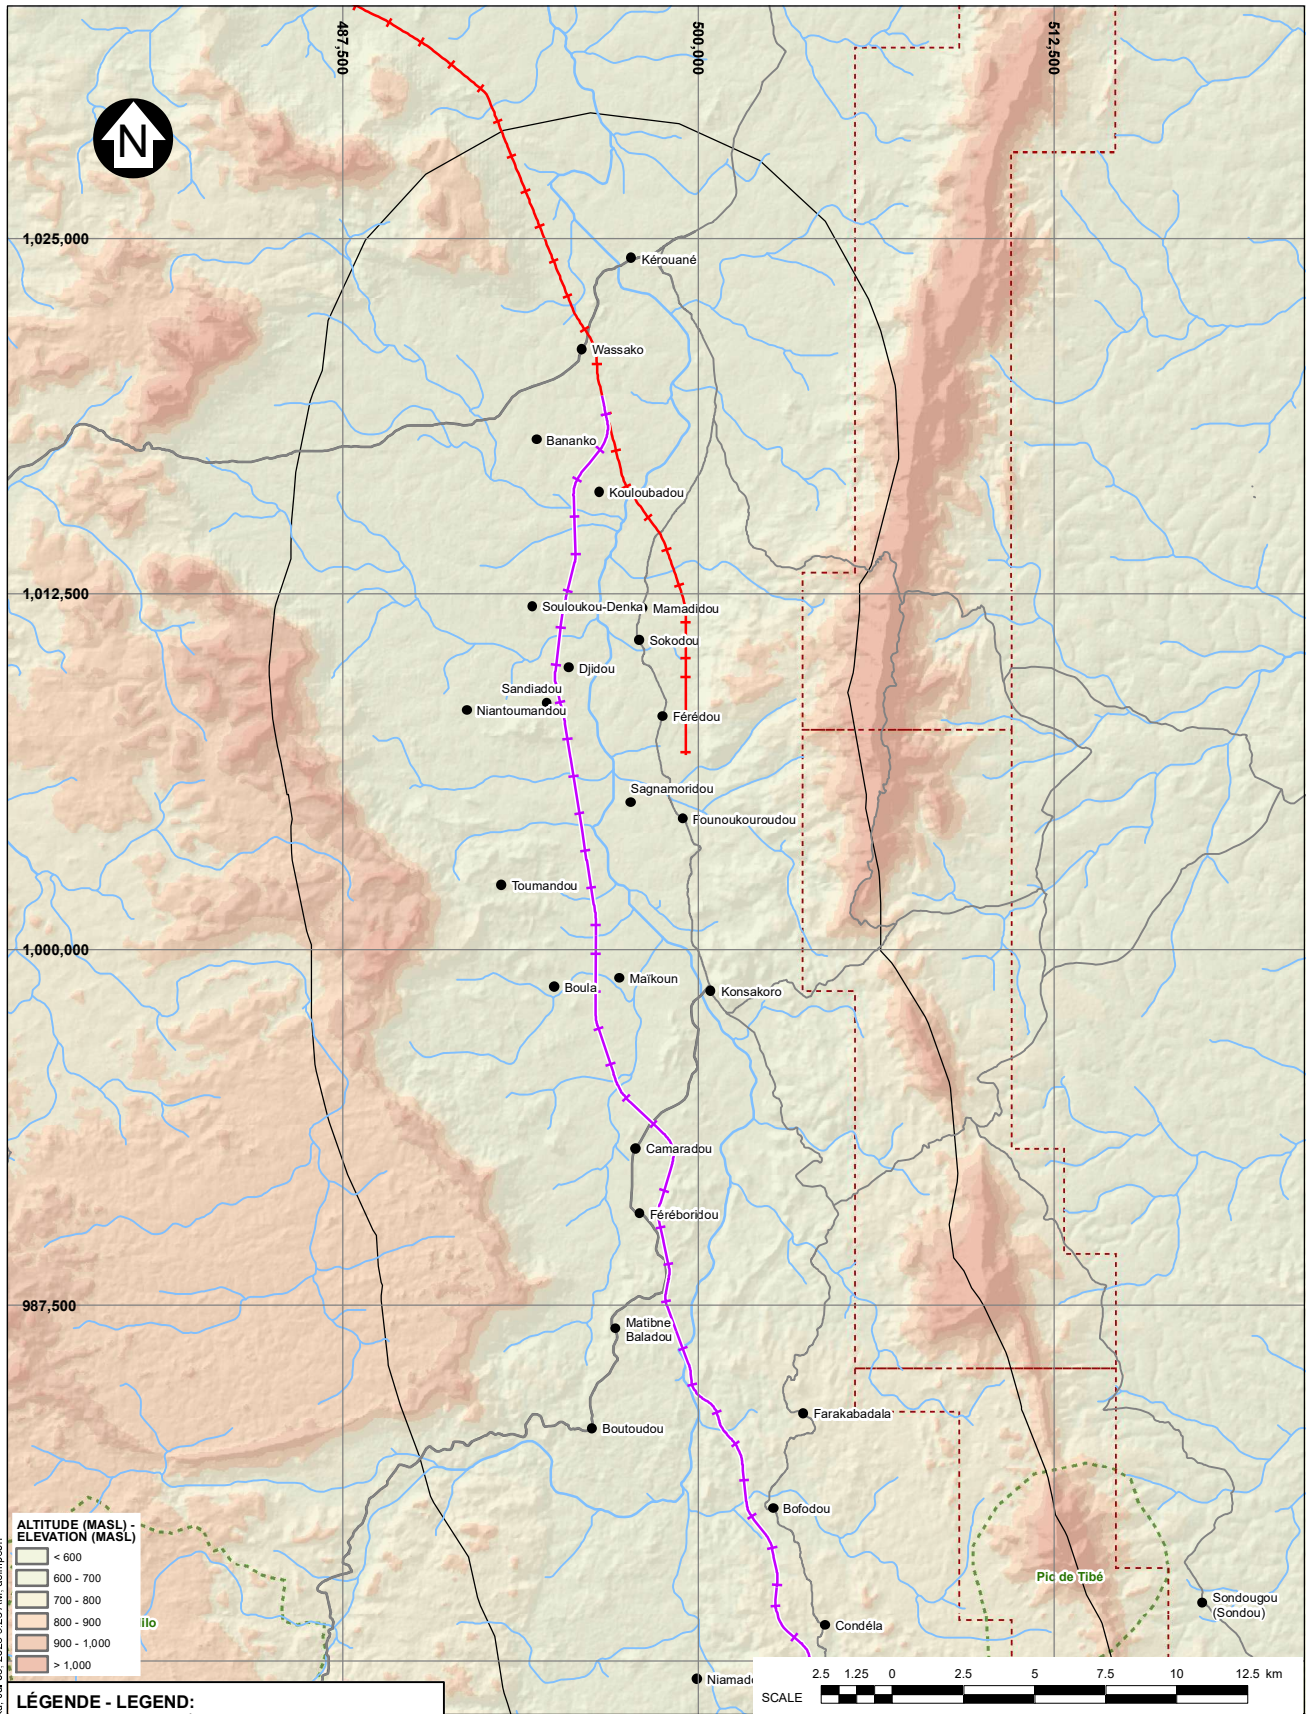 487,500
500,000
512,500
N
1,025,000
Kérouané
Wassako
Bananko
Kouloubadou
1,012,500
Souloukou-Denka
Mamadidou
Sokodou
Djidou
Sandiadou
Niantoumandou
Férédou
Sagnamoridou
Founoukouroudou
Toumandou
1,000,000
Maïkoun
Boula
Konsakoro
Camaradou
Féréboridou
987,500
Matibne
Baladou
Farakabadala
Boutoudou
Bofodou
ALTITUDE (MASL) -
ELEVATION (MASL)
< 600
600 - 700
700 - 800
800 - 900
900 - 1,000
> 1,000
Pic de Tibé
Sondougou
(Sondou)
Condéla
SCALE
2.5 1.25 0 2.5 5 7.5 10 12.5 km
LÉGENDE - LEGEND: